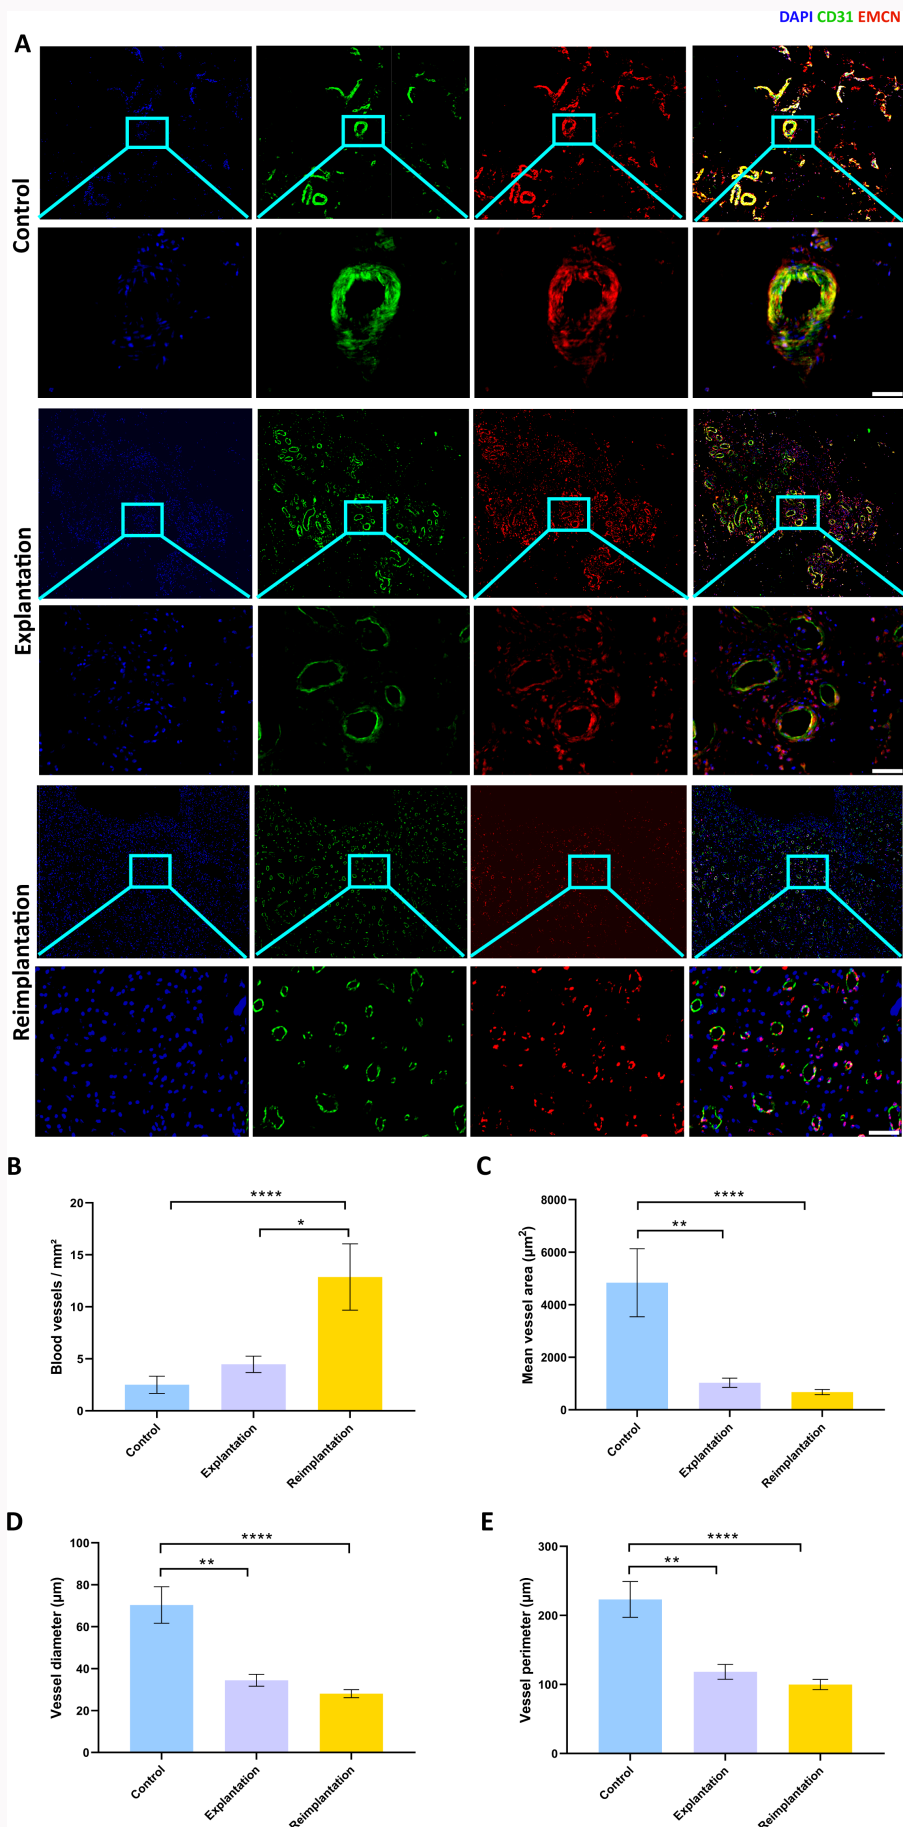 DAPI CD31 EMCN
A
Control
Explantation
Reimplantation
B
****
*
Blood vessels / mm²
20
15
10
5
0
Control
Explantation
Reimplantation
C
****
**
Mean vessel area (µm²)
8000
6000
4000
2000
0
Control
Explantation
Reimplantation
D
****
**
Vessel diameter (µm)
100
80
60
40
20
0
Control
Explantation
Reimplantation
E
****
**
Vessel perimeter (µm)
300
200
100
0
Control
Explantation
Reimplantation